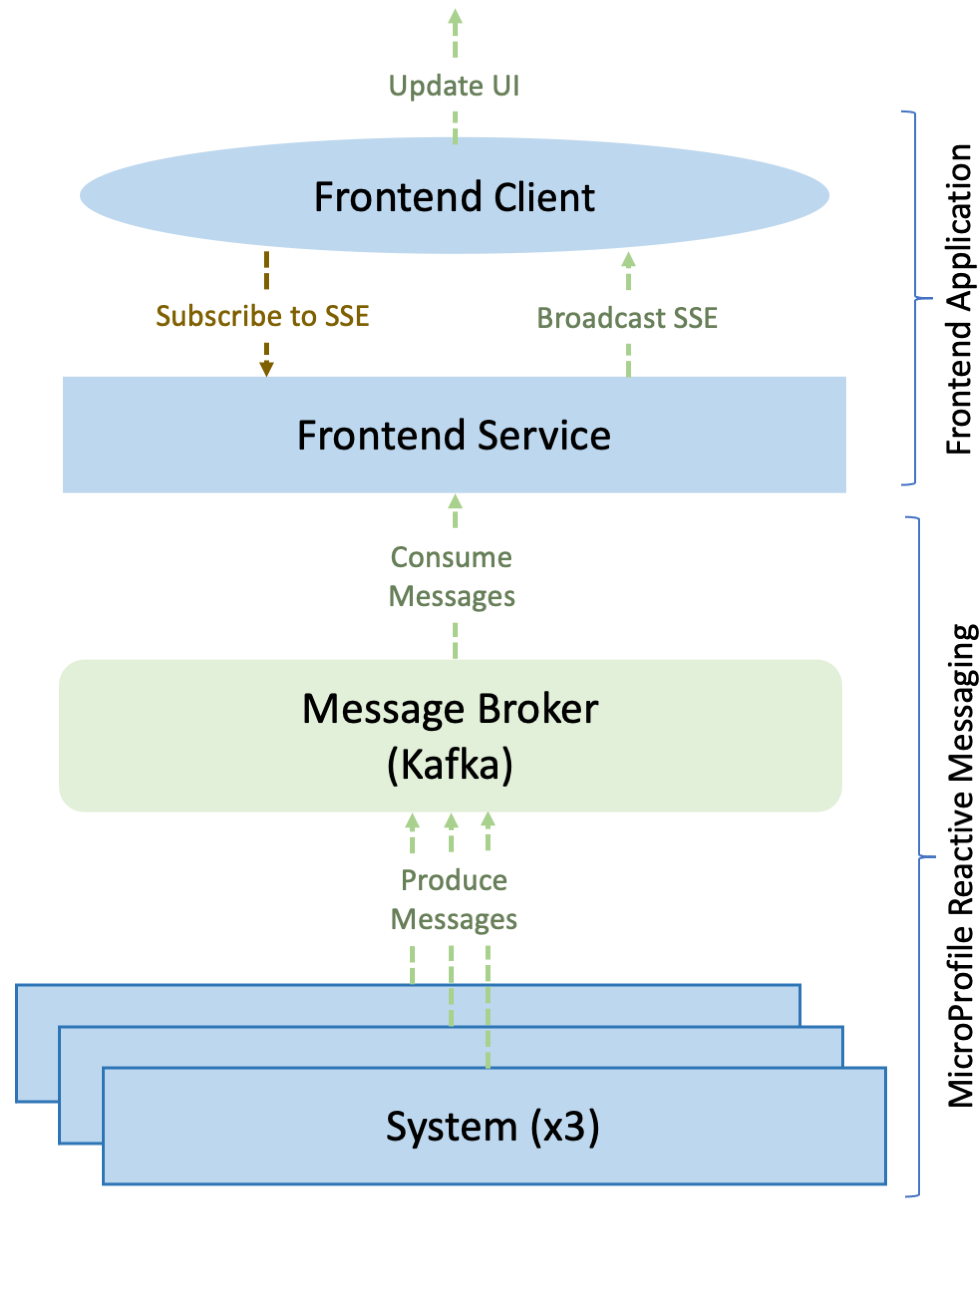 Update UI
Frontend Client
Subscribe to SSE
Broadcast SSE
Frontend Service
Frontend Application
Consume
Messages
Message Broker
(Kafka)
Produce
Messages
System (x3)
MicroProfile Reactive Messaging